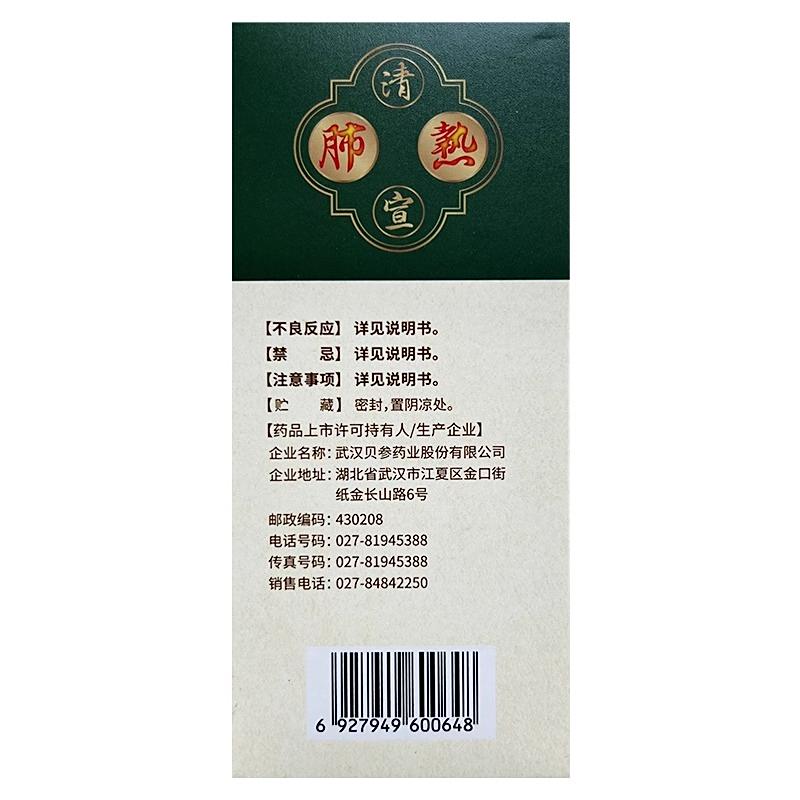 清
肺 熱
宣
【不良反应】 详见说明书。
【禁 忌】 详见说明书。
【注意事项】 详见说明书。
【贮 藏】 密封,置阴凉处。
【药品上市许可持有人/生产企业】
企业名称：武汉贝参药业股份有限公司
企业地址：湖北省武汉市江夏区金口街
纸金长山路6号
邮政编码：430208
电话号码：027-81945388
传真号码：027-81945388
销售电话：027-84842250
6 927949 600648